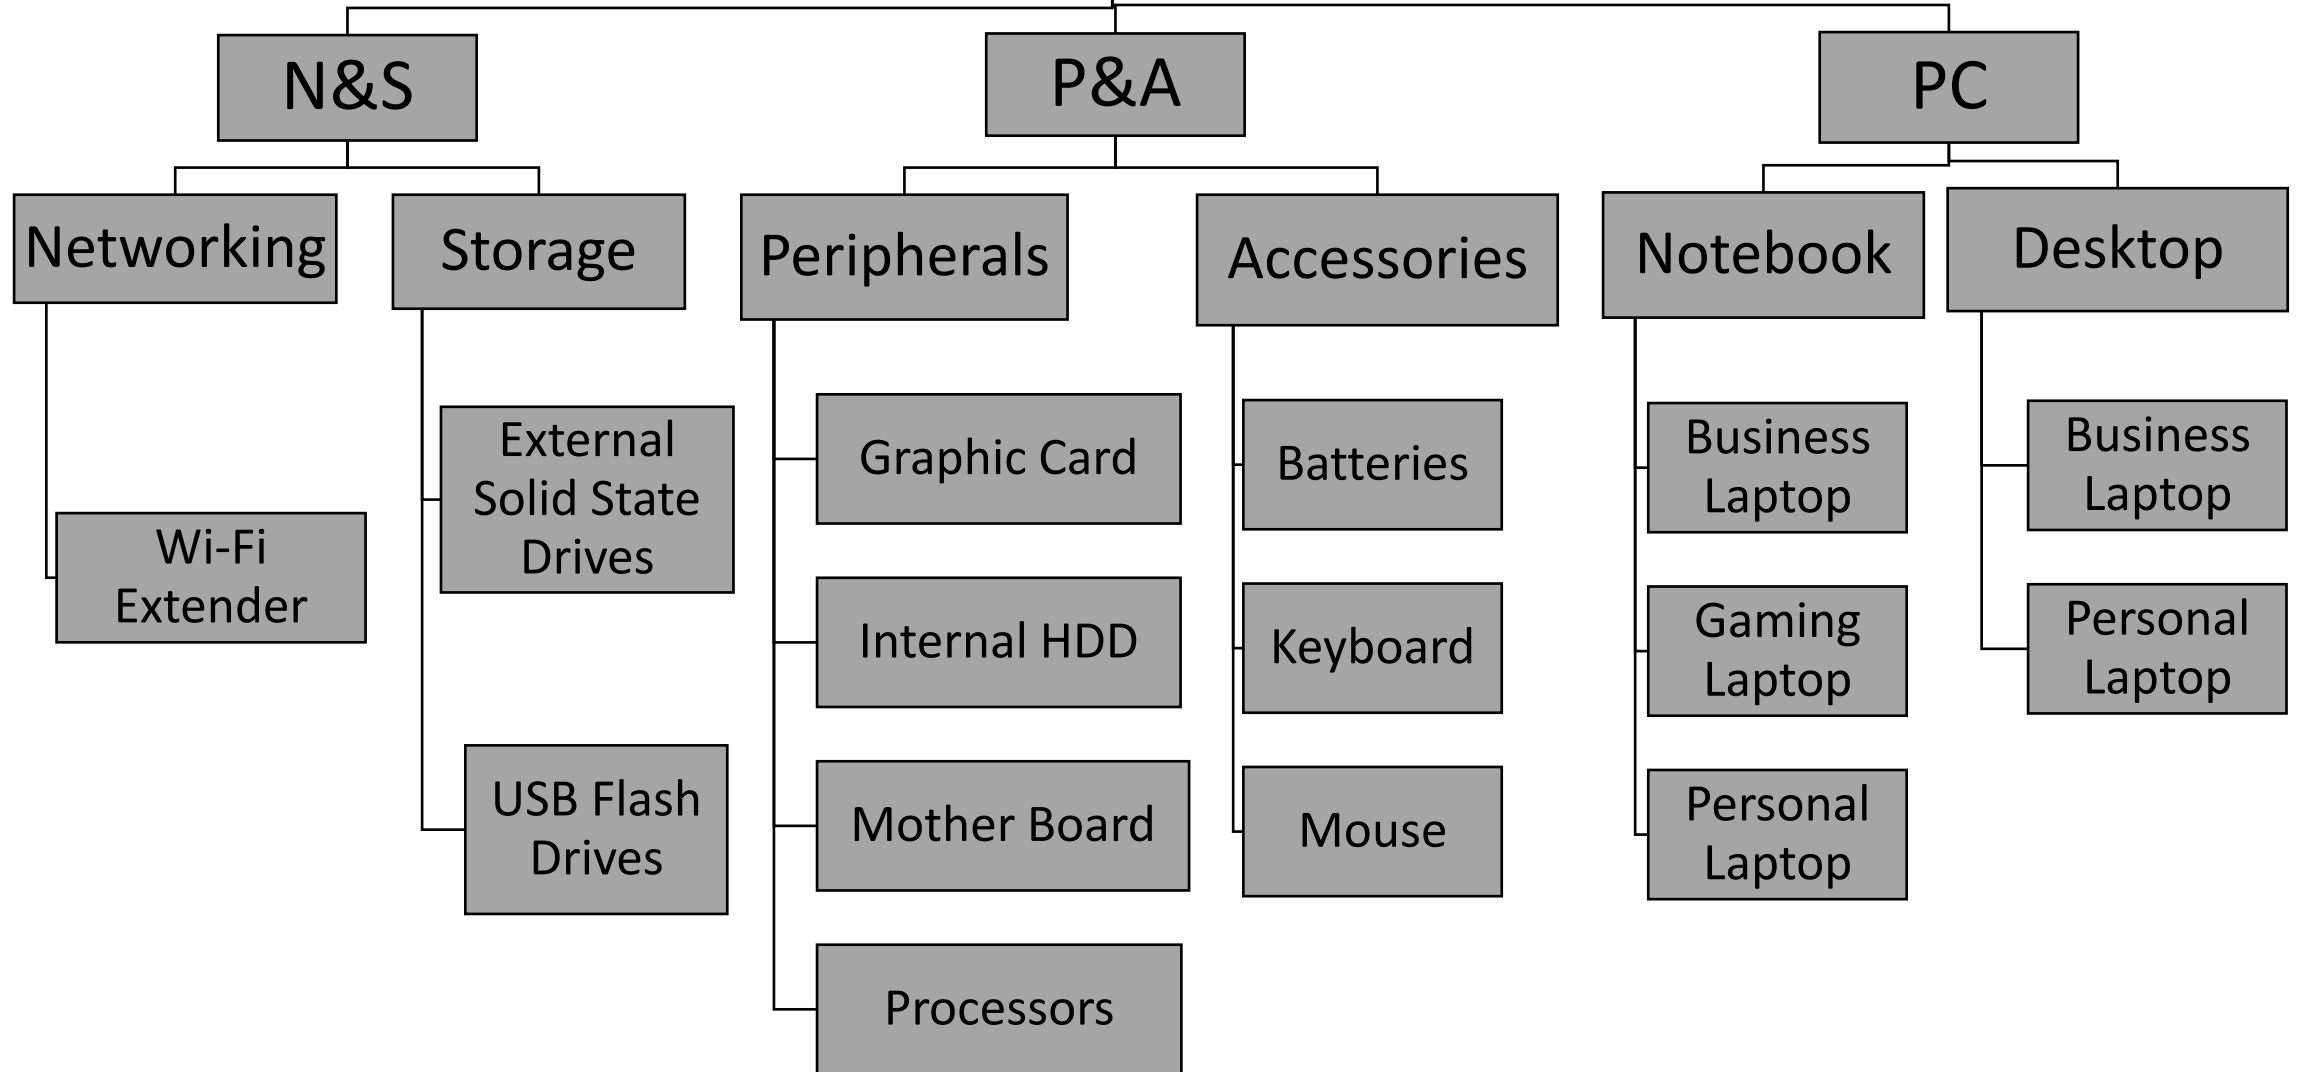 N&S
P&A
PC
Networking
Storage
Peripherals
Accessories
Notebook
Desktop
Wi-Fi
Extender
External
Solid State
Drives
USB Flash
Drives
Graphic Card
Internal HDD
Mother Board
Processors
Batteries
Keyboard
Mouse
Business
Laptop
Gaming
Laptop
Personal
Laptop
Business
Laptop
Personal
Laptop